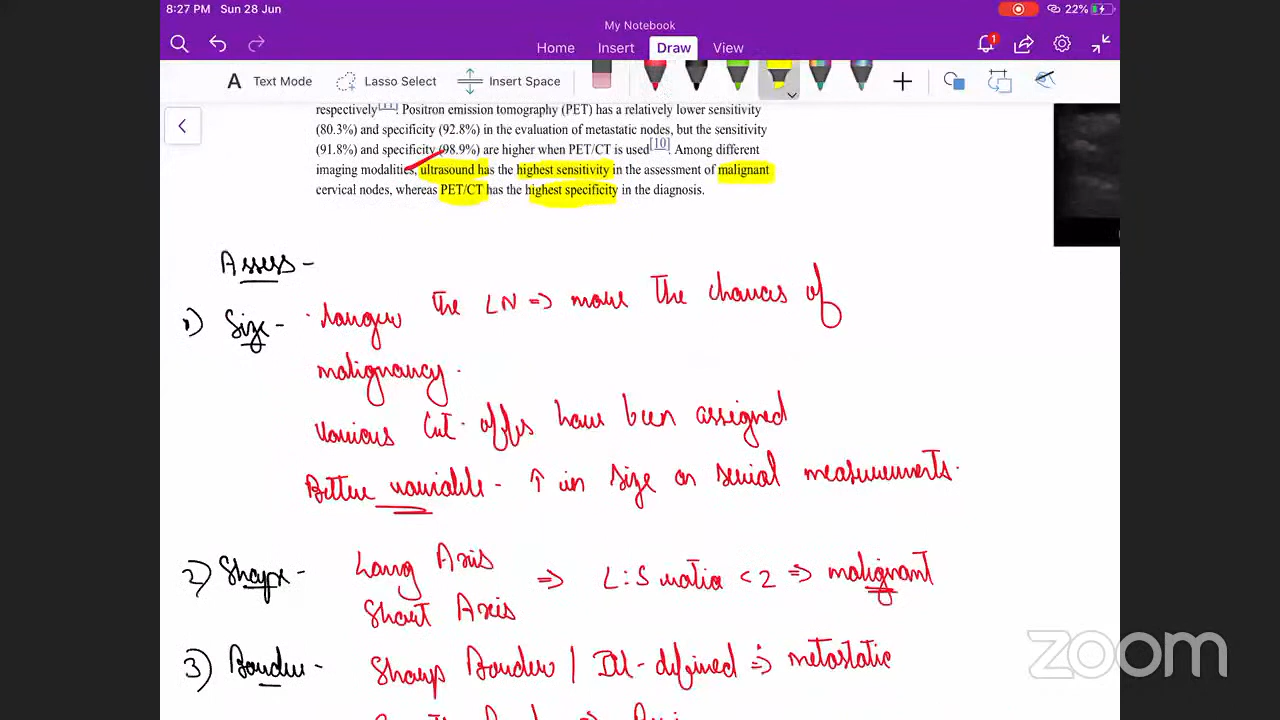 8:27 PM Sun 28 Jun
22%
My Notebook
Home Insert Draw View
1
A Text Mode Lasso Select Insert Space
respectively[11]. Positron emission tomography (PET) has a relatively lower sensitivity
(80.3%) and specificity (92.8%) in the evaluation of metastatic nodes, but the sensitivity
(91.8%) and specificity (98.9%) are higher when PET/CT is used[10]. Among different
imaging modalities, ultrasound has the highest sensitivity in the assessment of malignant
cervical nodes, whereas PET/CT has the highest specificity in the diagnosis.
Assess -
1) Size - · Larger the LN => more the chances of
malignancy.
Various Cut-offs have been assigned
Better variable - ↑ in size on serial measurements.
2) Shape - Long Axis
Short Axis => L:S ratio < 2 => malignant
3) Border - Sharp Border / Ill-defined => metastatic
zoom